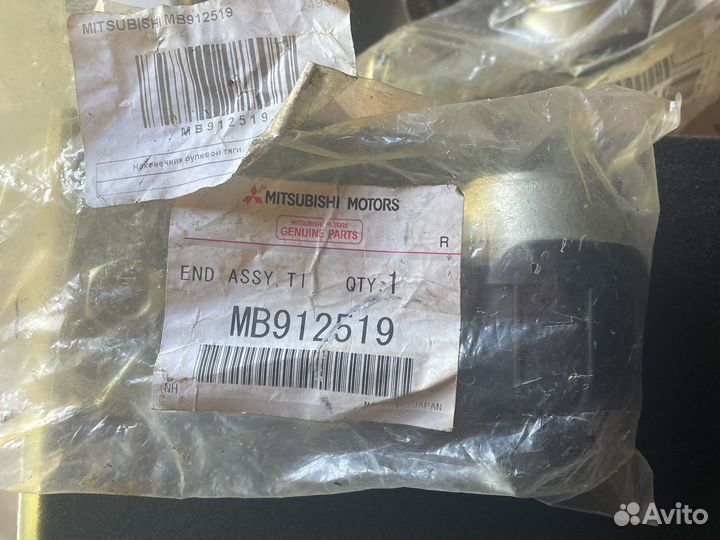 MITSUBISHI MB912519
MB912519
Наконечник рулевой тяги
MITSUBISHI MOTORS
MITSUBISHI MOTORS
GENUINE PARTS
R
END ASSY, TI QTY 1
MB912519
NH
JAPAN
Avito